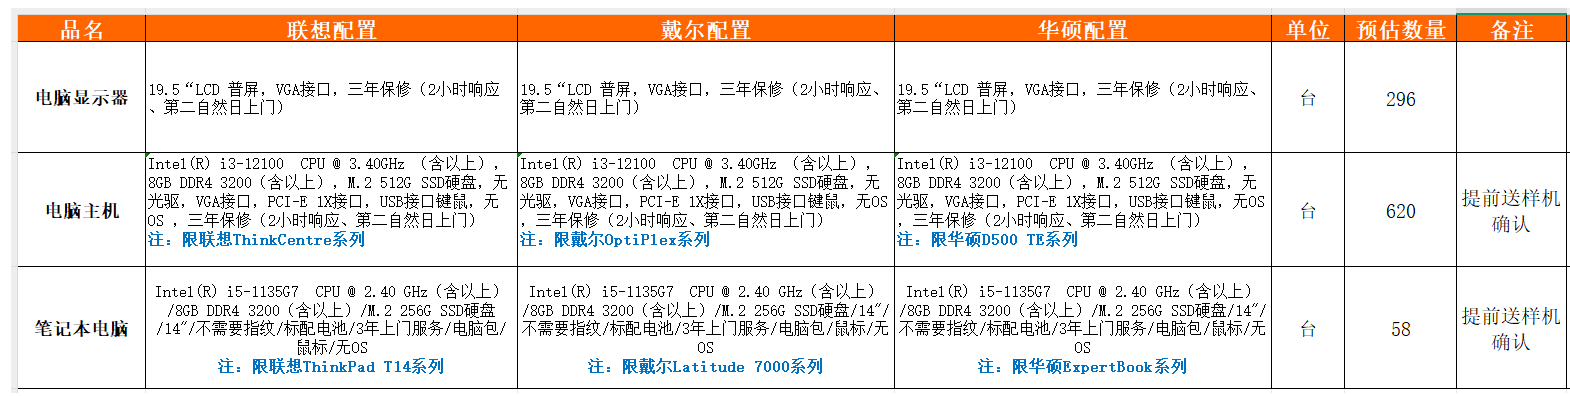 品名 联想配置 戴尔配置 华硕配置 单位 预估数量 备注
电脑显示器
19.5“LCD 普屏，VGA接口，三年保修（2小时响应
、第二自然日上门）
19.5“LCD 普屏，VGA接口，三年保修（2小时响应、
第二自然日上门）
19.5“LCD 普屏，VGA接口，三年保修（2小时响应、
第二自然日上门）
台
296
电脑主机
Intel(R) i3-12100  CPU @ 3.40GHz （含以上），
8GB DDR4 3200（含以上），M.2 512G SSD硬盘，无
光驱，VGA接口，PCI-E 1X接口，USB接口键鼠，无
OS ，三年保修（2小时响应、第二自然日上门）
注：限联想ThinkCentre系列
Intel(R) i3-12100  CPU @ 3.40GHz （含以上），
8GB DDR4 3200（含以上），M.2 512G SSD硬盘，无
光驱，VGA接口，PCI-E 1X接口，USB接口键鼠，无OS
，三年保修（2小时响应、第二自然日上门）
注：限戴尔OptiPlex系列
Intel(R) i3-12100  CPU @ 3.40GHz （含以上），
8GB DDR4 3200（含以上），M.2 512G SSD硬盘，无
光驱，VGA接口，PCI-E 1X接口，USB接口键鼠，无OS
，三年保修（2小时响应、第二自然日上门）
注：限华硕D500 TE系列
台
620
提前送样机
确认
笔记本电脑
Intel(R) i5-1135G7  CPU @ 2.40 GHz（含以上）
/8GB DDR4 3200（含以上）/M.2 256G SSD硬盘
/14"/不需要指纹/标配电池/3年上门服务/电脑包/
鼠标/无OS
注：限联想ThinkPad T14系列
Intel(R) i5-1135G7  CPU @ 2.40 GHz（含以上）
/8GB DDR4 3200（含以上）/M.2 256G SSD硬盘/14"/
不需要指纹/标配电池/3年上门服务/电脑包/鼠标/无
OS
注：限戴尔Latitude 7000系列
Intel(R) i5-1135G7  CPU @ 2.40 GHz（含以上）
/8GB DDR4 3200（含以上）/M.2 256G SSD硬盘/14"/
不需要指纹/标配电池/3年上门服务/电脑包/鼠标/无
OS
注：限华硕ExpertBook系列
台
58
提前送样机
确认